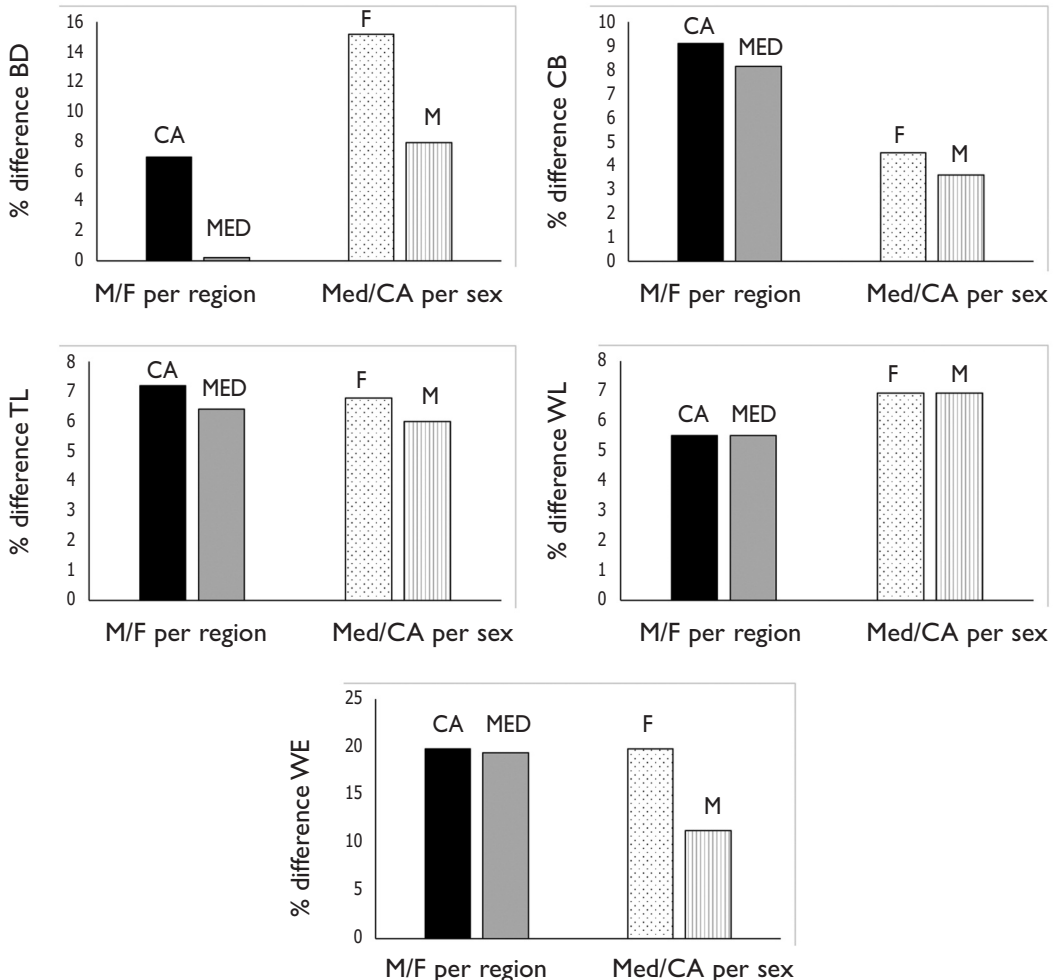 % difference BD
16
14
12
10
8
6
4
2
0
CA
MED
F
M
M/F per region
Med/CA per sex
% difference CB
10
9
8
7
6
5
4
3
2
1
0
CA
MED
F
M
M/F per region
Med/CA per sex
% difference TL
8
7
6
5
4
3
2
1
0
CA
MED
F
M
M/F per region
Med/CA per sex
% difference WL
8
7
6
5
4
3
2
1
0
CA
MED
F
M
M/F per region
Med/CA per sex
% difference WE
25
20
15
10
5
0
CA
MED
F
M
M/F per region
Med/CA per sex